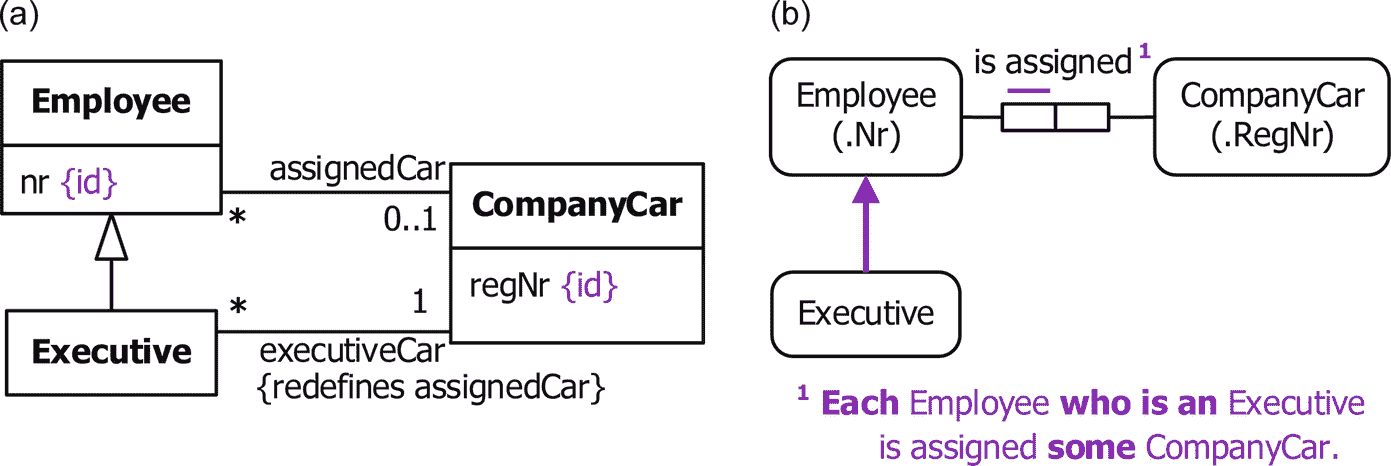 (a)
Employee
nr {id}
assignedCar
*
0..1
CompanyCar
regNr {id}
*
1
Executive
executiveCar
{redefines assignedCar}
(b)
is assigned ¹
Employee
(.Nr)
CompanyCar
(.RegNr)
Executive
¹ Each Employee who is an Executive
is assigned some CompanyCar.